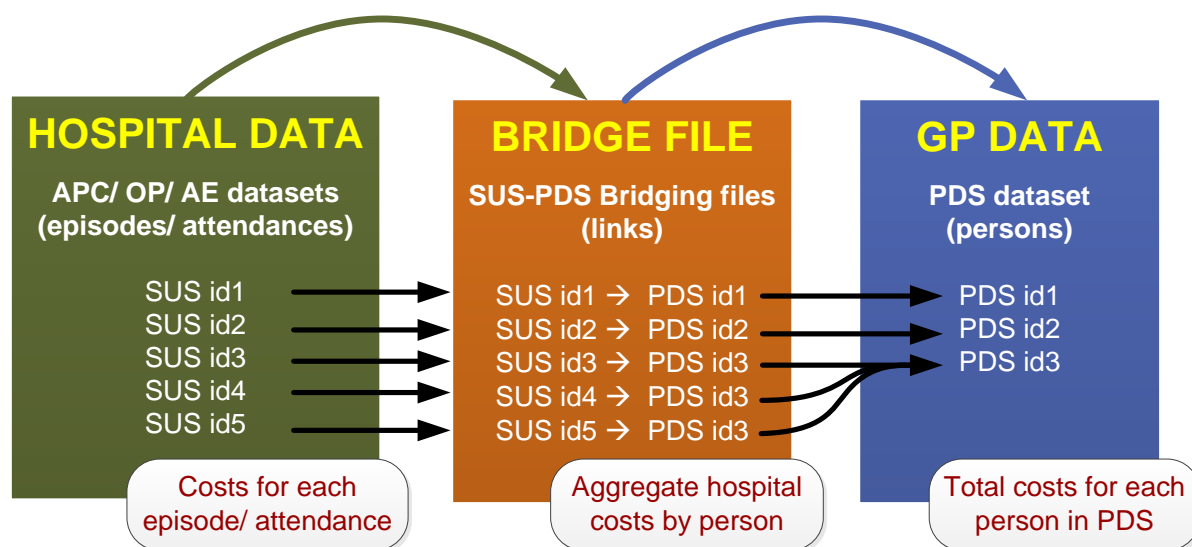 HOSPITAL DATA
APC/ OP/ AE datasets
(episodes/ attendances)
SUS id1
SUS id2
SUS id3
SUS id4
SUS id5
Costs for each
episode/ attendance
BRIDGE FILE
SUS-PDS Bridging files
(links)
SUS id1 → PDS id1
SUS id2 → PDS id2
SUS id3 → PDS id3
SUS id4 → PDS id3
SUS id5 → PDS id3
Aggregate hospital
costs by person
GP DATA
PDS dataset
(persons)
PDS id1
PDS id2
PDS id3
Total costs for each
person in PDS